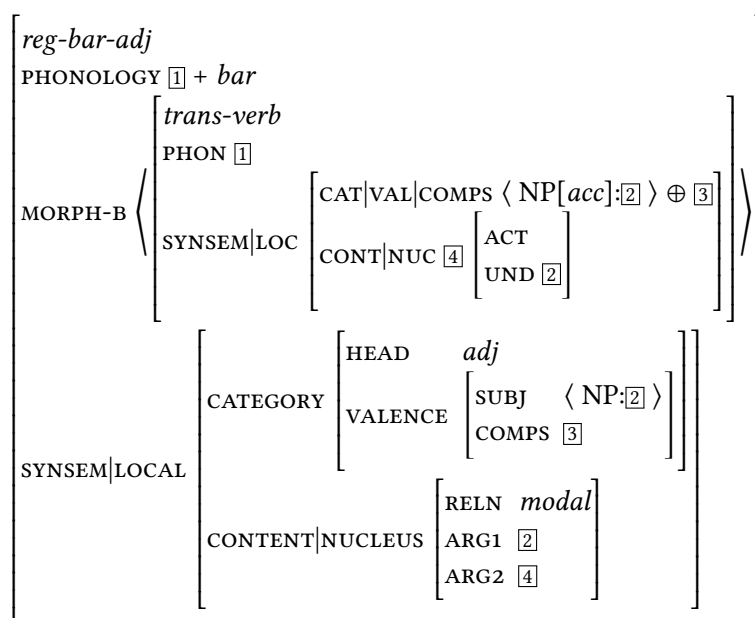 reg-bar-adj
PHONOLOGY 1 + bar
MORPH-B ⟨
trans-verb
PHON 1
SYNSEM|LOC
CAT|VAL|COMPS ⟨ NP[acc]:2 ⟩ ⊕ 3
CONT|NUC 4
ACT
UND 2
⟩
SYNSEM|LOCAL
CATEGORY
HEAD adj
VALENCE
SUBJ ⟨ NP:2 ⟩
COMPS 3
CONTENT|NUCLEUS
RELN modal
ARG1 2
ARG2 4